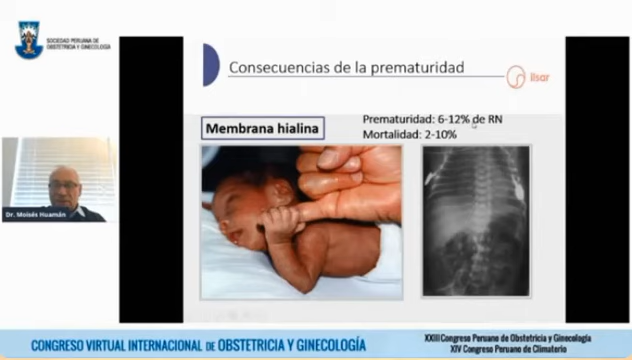 SOCIEDAD PERUANA DE
OBSTETRICIA Y GINECOLOGÍA
Consecuencias de la prematuridad
ilsar
Membrana hialina
Prematuridad: 6-12% de RN
Mortalidad: 2-10%
Dr. Moisés Huamán
CONGRESO VIRTUAL INTERNACIONAL DE OBSTETRICIA Y GINECOLOGÍA
XXIII Congreso Peruano de Obstetricia y Ginecología
XIV Congreso Peruano de Climaterio